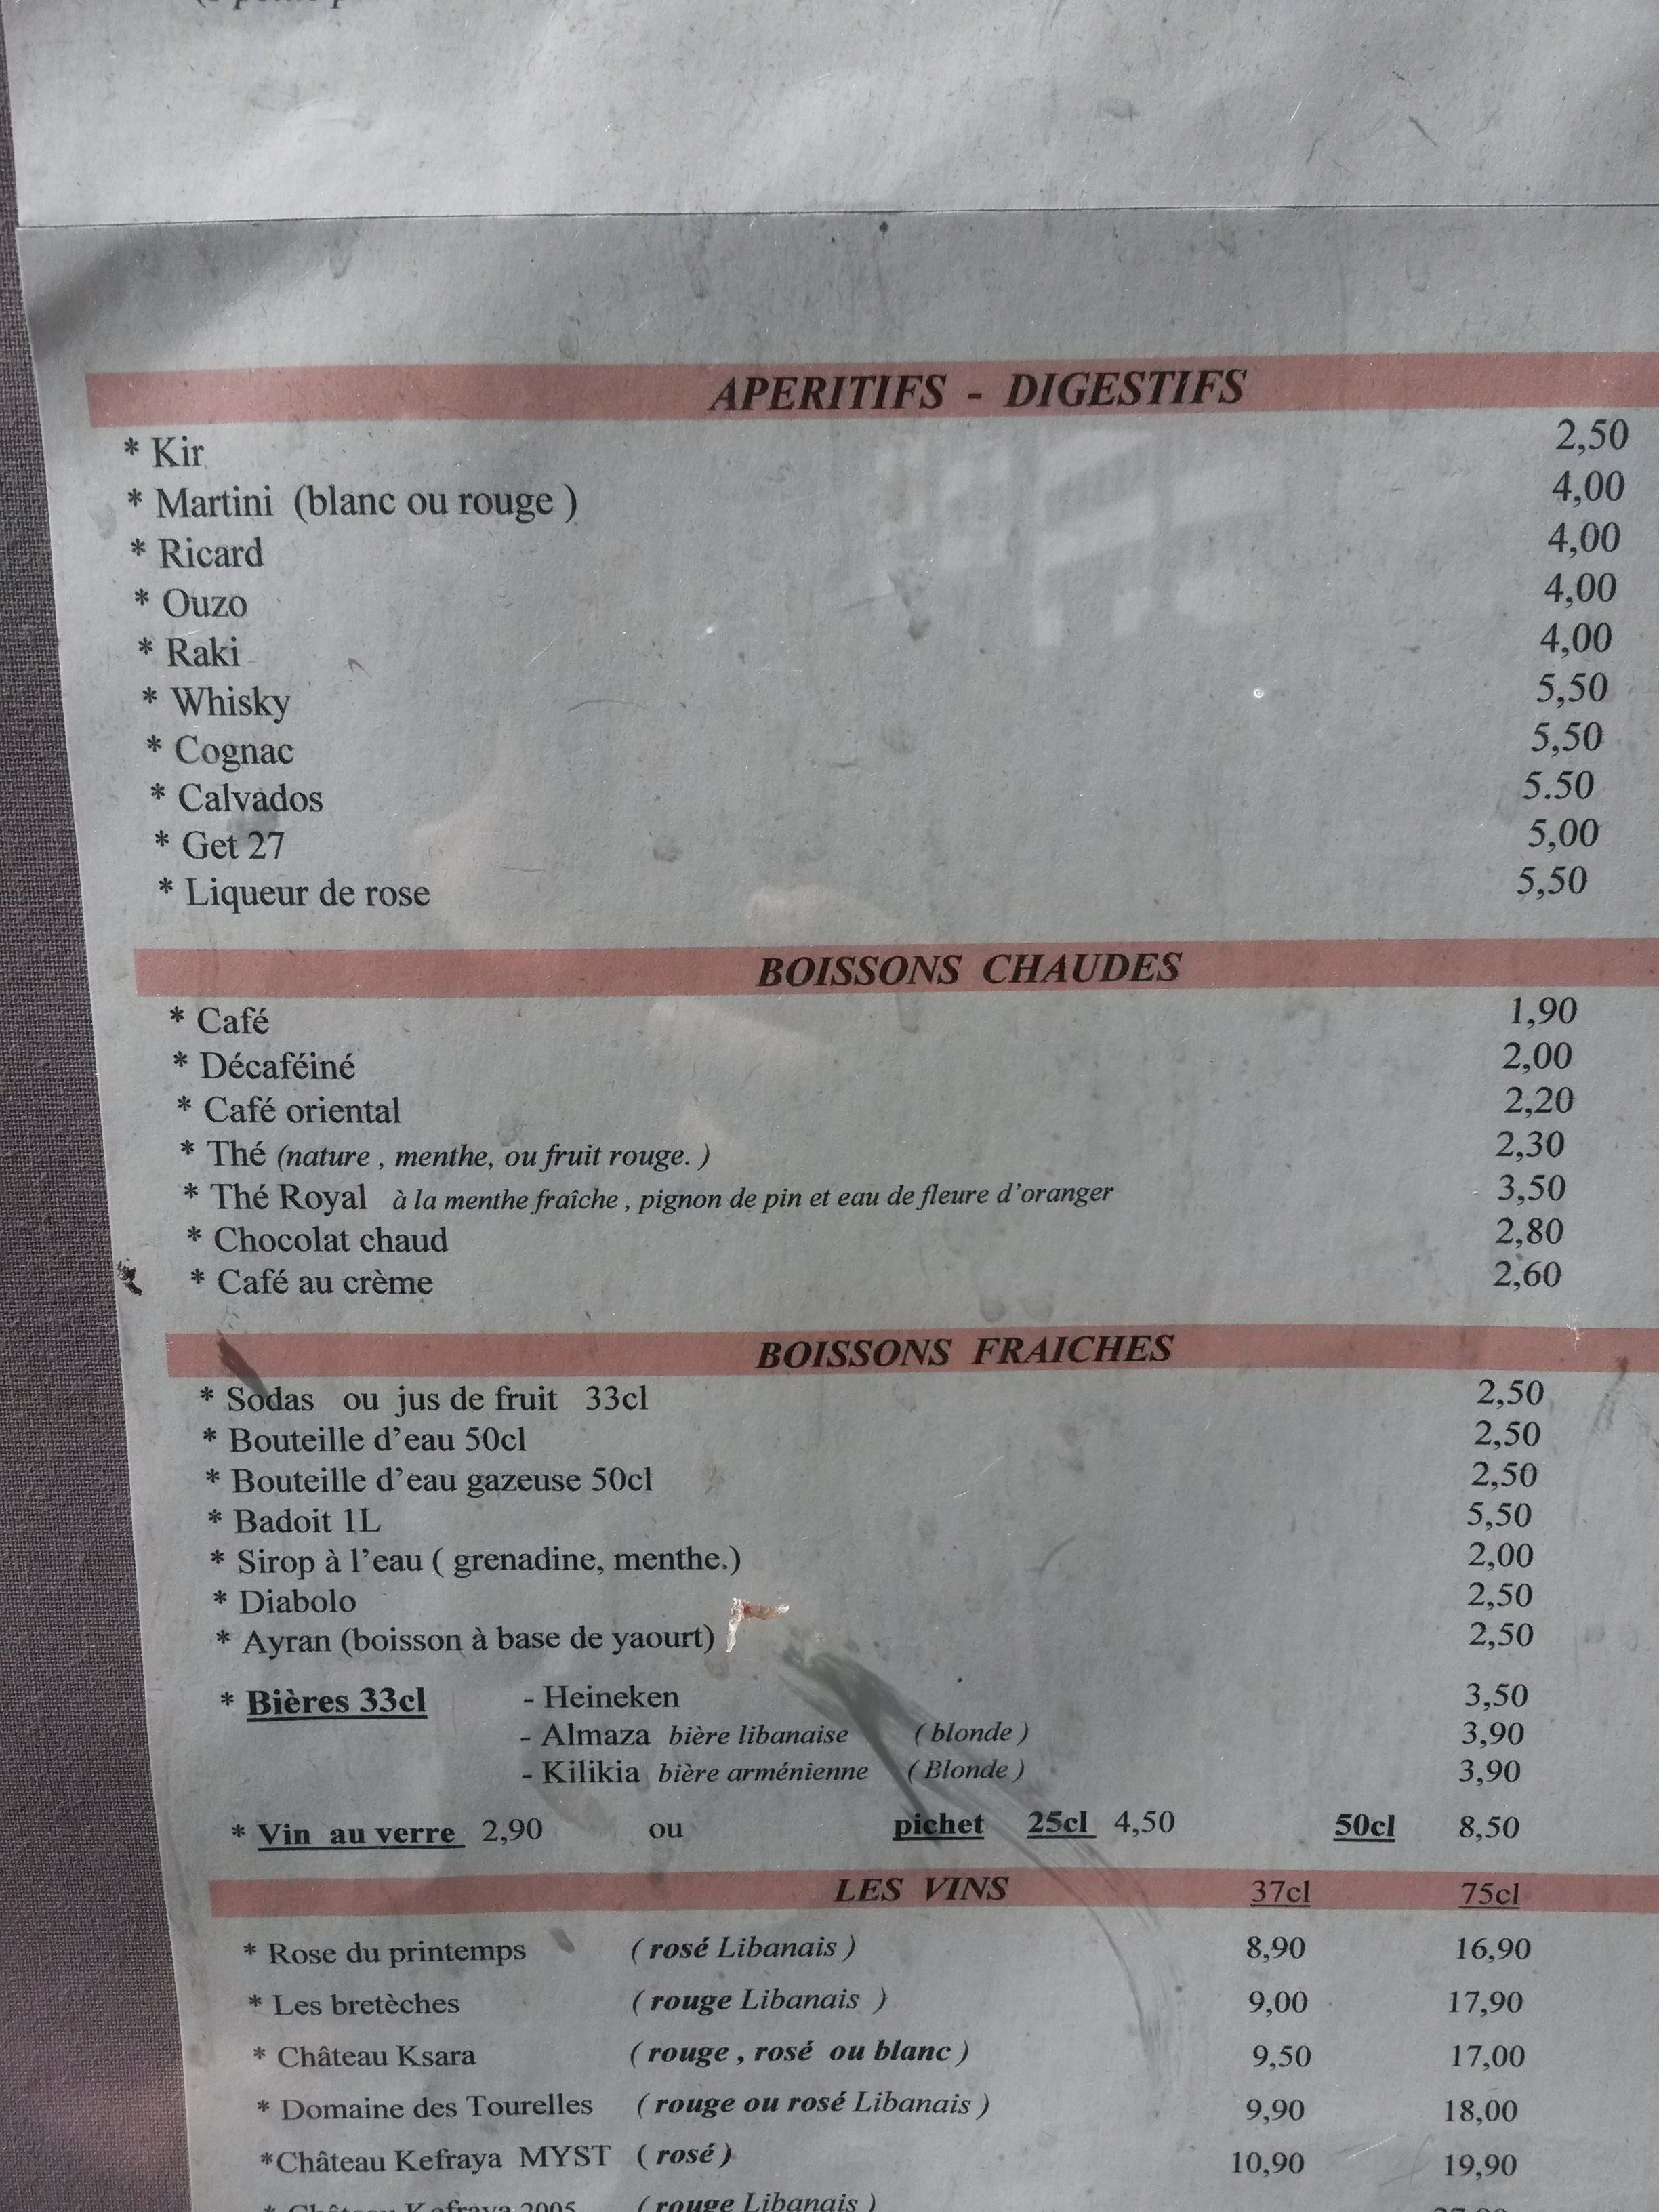 APERITIFS - DIGESTIFS
* Kir 2,50
* Martini (blanc ou rouge ) 4,00
* Ricard 4,00
* Ouzo 4,00
* Raki 4,00
* Whisky 5,50
* Cognac 5,50
* Calvados 5.50
* Get 27 5,00
* Liqueur de rose 5,50
BOISSONS CHAUDES
* Café 1,90
* Décaféiné 2,00
* Café oriental 2,20
* Thé (nature , menthe, ou fruit rouge. ) 2,30
* Thé Royal à la menthe fraîche , pignon de pin et eau de fleure d’oranger 3,50
* Chocolat chaud 2,80
* Café au crème 2,60
BOISSONS FRAICHES
* Sodas ou jus de fruit 33cl 2,50
* Bouteille d’eau 50cl 2,50
* Bouteille d’eau gazeuse 50cl 2,50
* Badoit 1L 5,50
* Sirop à l’eau ( grenadine, menthe.) 2,00
* Diabolo 2,50
* Ayran (boisson à base de yaourt) 2,50
* Bières 33cl - Heineken 3,50
- Almaza bière libanaise ( blonde ) 3,90
- Kilikia bière arménienne ( Blonde ) 3,90
* Vin au verre 2,90 ou pichet 25cl 4,50 50cl 8,50
LES VINS 37cl 75cl
* Rose du printemps ( rosé Libanais ) 8,90 16,90
* Les bretèches ( rouge Libanais ) 9,00 17,90
* Château Ksara ( rouge , rosé ou blanc ) 9,50 17,00
* Domaine des Tourelles ( rouge ou rosé Libanais ) 9,90 18,00
*Château Kefraya MYST ( rosé ) 10,90 19,90
* Château Kefraya 2005 ( rouge Libanais )